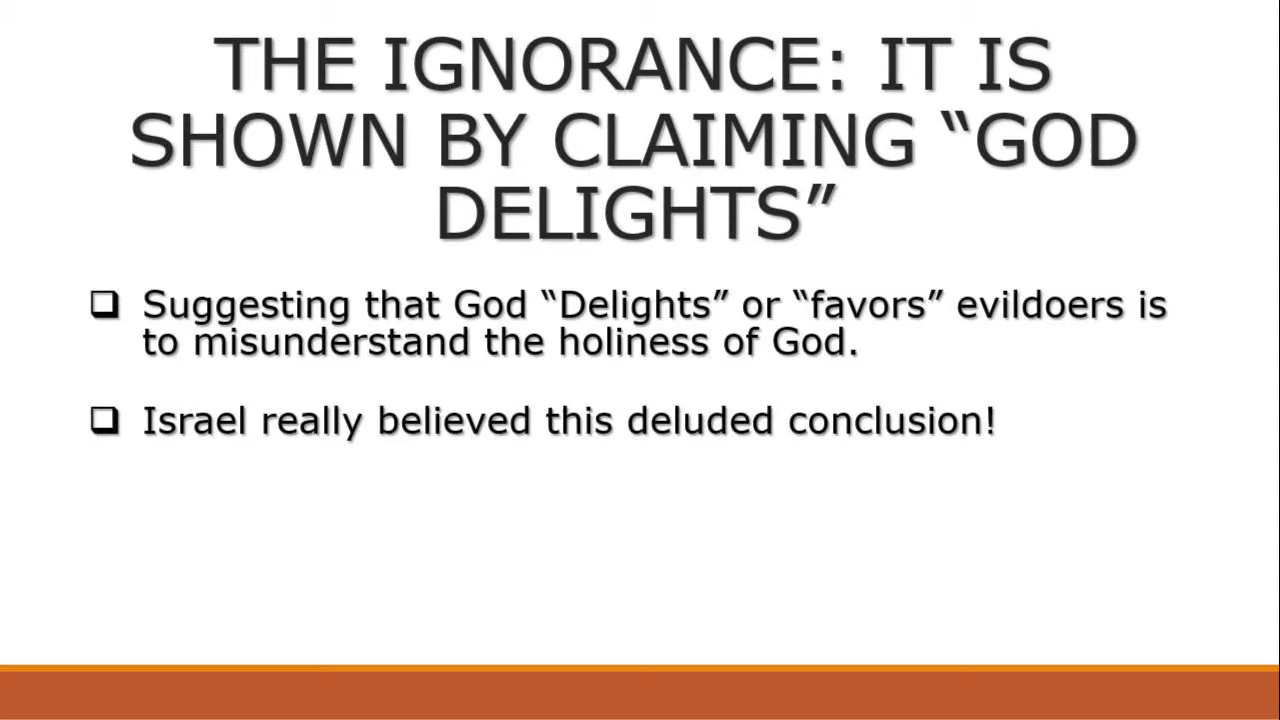 THE IGNORANCE: IT IS
SHOWN BY CLAIMING “GOD
DELIGHTS”
❑ Suggesting that God “Delights” or “favors” evildoers is
to misunderstand the holiness of God.
❑ Israel really believed this deluded conclusion!